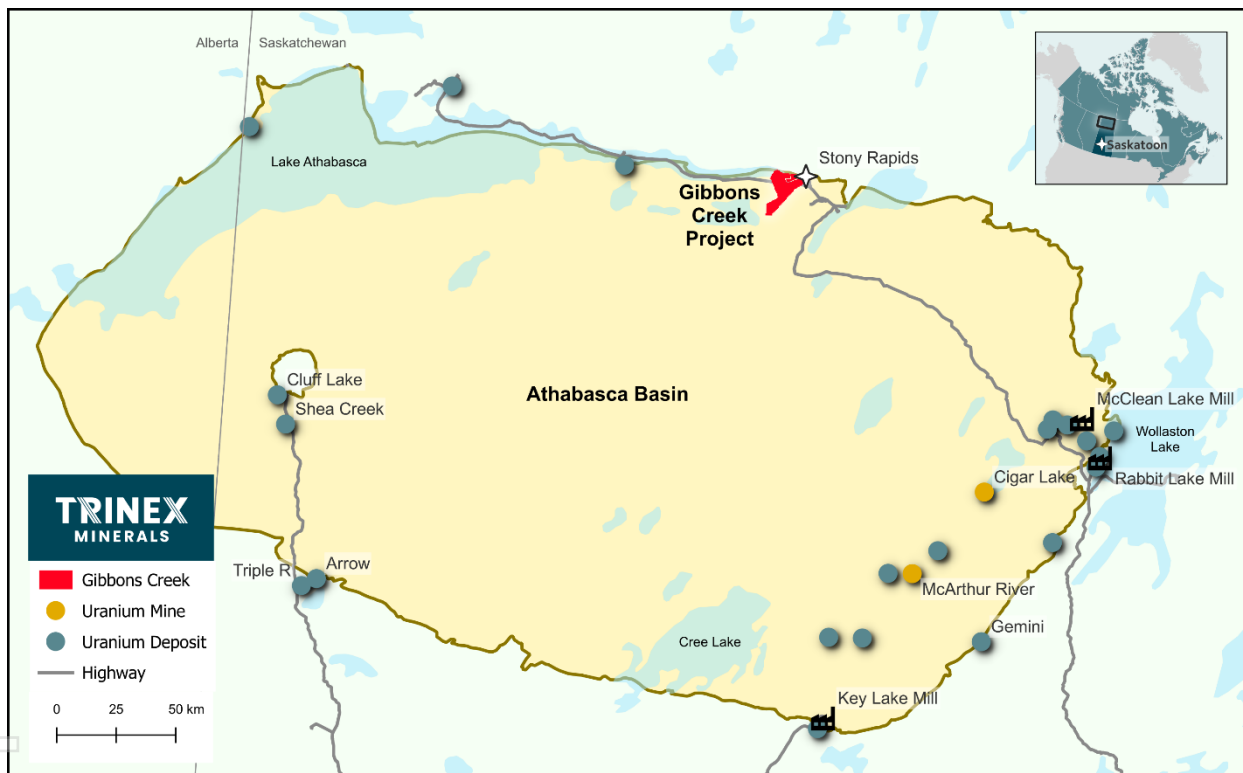 Alberta
Saskatchewan
Saskatoon
Lake Athabasca
Stony Rapids
Gibbons
Creek
Project
Cluff Lake
Shea Creek
Athabasca Basin
McClean Lake Mill
Wollaston
Lake
Cigar Lake
Rabbit Lake Mill
Triple R
Arrow
McArthur River
Gemini
Cree Lake
Key Lake Mill
TRINEX
MINERALS
Gibbons Creek
Uranium Mine
Uranium Deposit
Highway
0 25 50 km